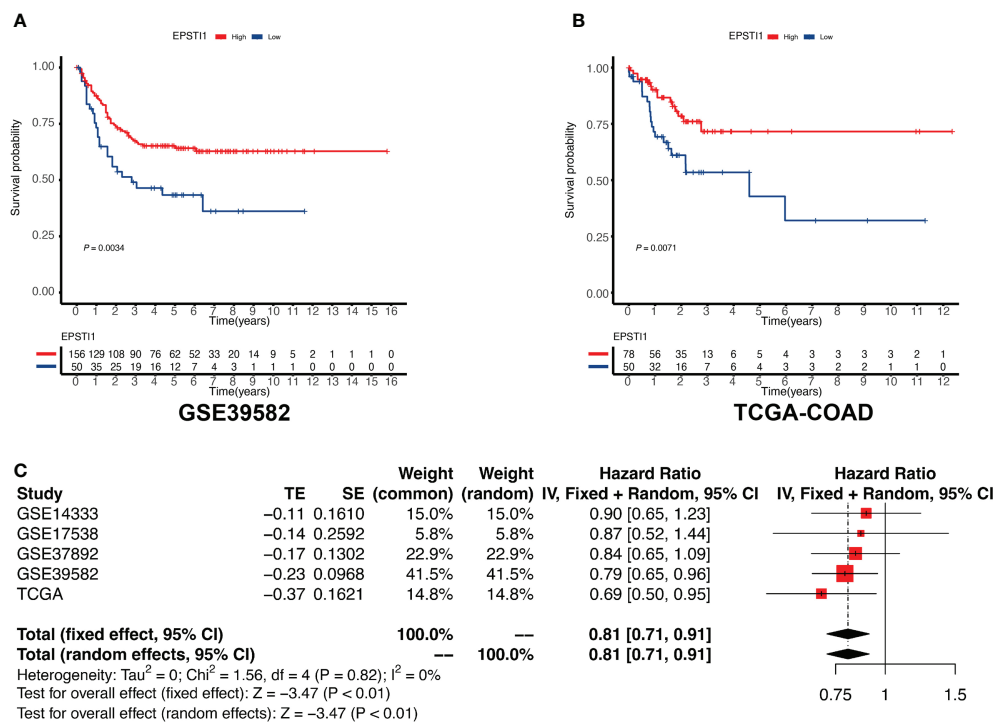 A
EPSTI1 High Low
1.00
0.75
0.50
0.25
0.00
Survival probability
P = 0.0034
0 1 2 3 4 5 6 7 8 9 10 11 12 13 14 15 16
Time(years)
EPSTI1
156 129 108 90 76 62 52 33 20 14 9 5 2 1 1 1 0
50 35 25 19 16 12 7 4 3 1 1 1 0 0 0 0 0
0 1 2 3 4 5 6 7 8 9 10 11 12 13 14 15 16
Time(years)
GSE39582
B
EPSTI1 High Low
1.00
0.75
0.50
0.25
0.00
Survival probability
P = 0.0071
0 1 2 3 4 5 6 7 8 9 10 11 12
Time(years)
EPSTI1
78 56 35 13 6 5 4 3 3 3 3 2 1
50 32 16 7 6 4 3 3 2 2 1 1 0
0 1 2 3 4 5 6 7 8 9 10 11 12
Time(years)
TCGA-COAD
C
Weight Weight Hazard Ratio Hazard Ratio
Study TE SE (common) (random) IV, Fixed + Random, 95% CI IV, Fixed + Random, 95% CI
GSE14333 −0.11 0.1610 15.0% 15.0% 0.90 [0.65, 1.23]
GSE17538 −0.14 0.2592 5.8% 5.8% 0.87 [0.52, 1.44]
GSE37892 −0.17 0.1302 22.9% 22.9% 0.84 [0.65, 1.09]
GSE39582 −0.23 0.0968 41.5% 41.5% 0.79 [0.65, 0.96]
TCGA −0.37 0.1621 14.8% 14.8% 0.69 [0.50, 0.95]
Total (fixed effect, 95% CI) 100.0% −− 0.81 [0.71, 0.91]
Total (random effects, 95% CI) −− 100.0% 0.81 [0.71, 0.91]
Heterogeneity: Tau² = 0; Chi² = 1.56, df = 4 (P = 0.82); I² = 0%
Test for overall effect (fixed effect): Z = −3.47 (P < 0.01)
Test for overall effect (random effects): Z = −3.47 (P < 0.01)
0.75 1 1.5